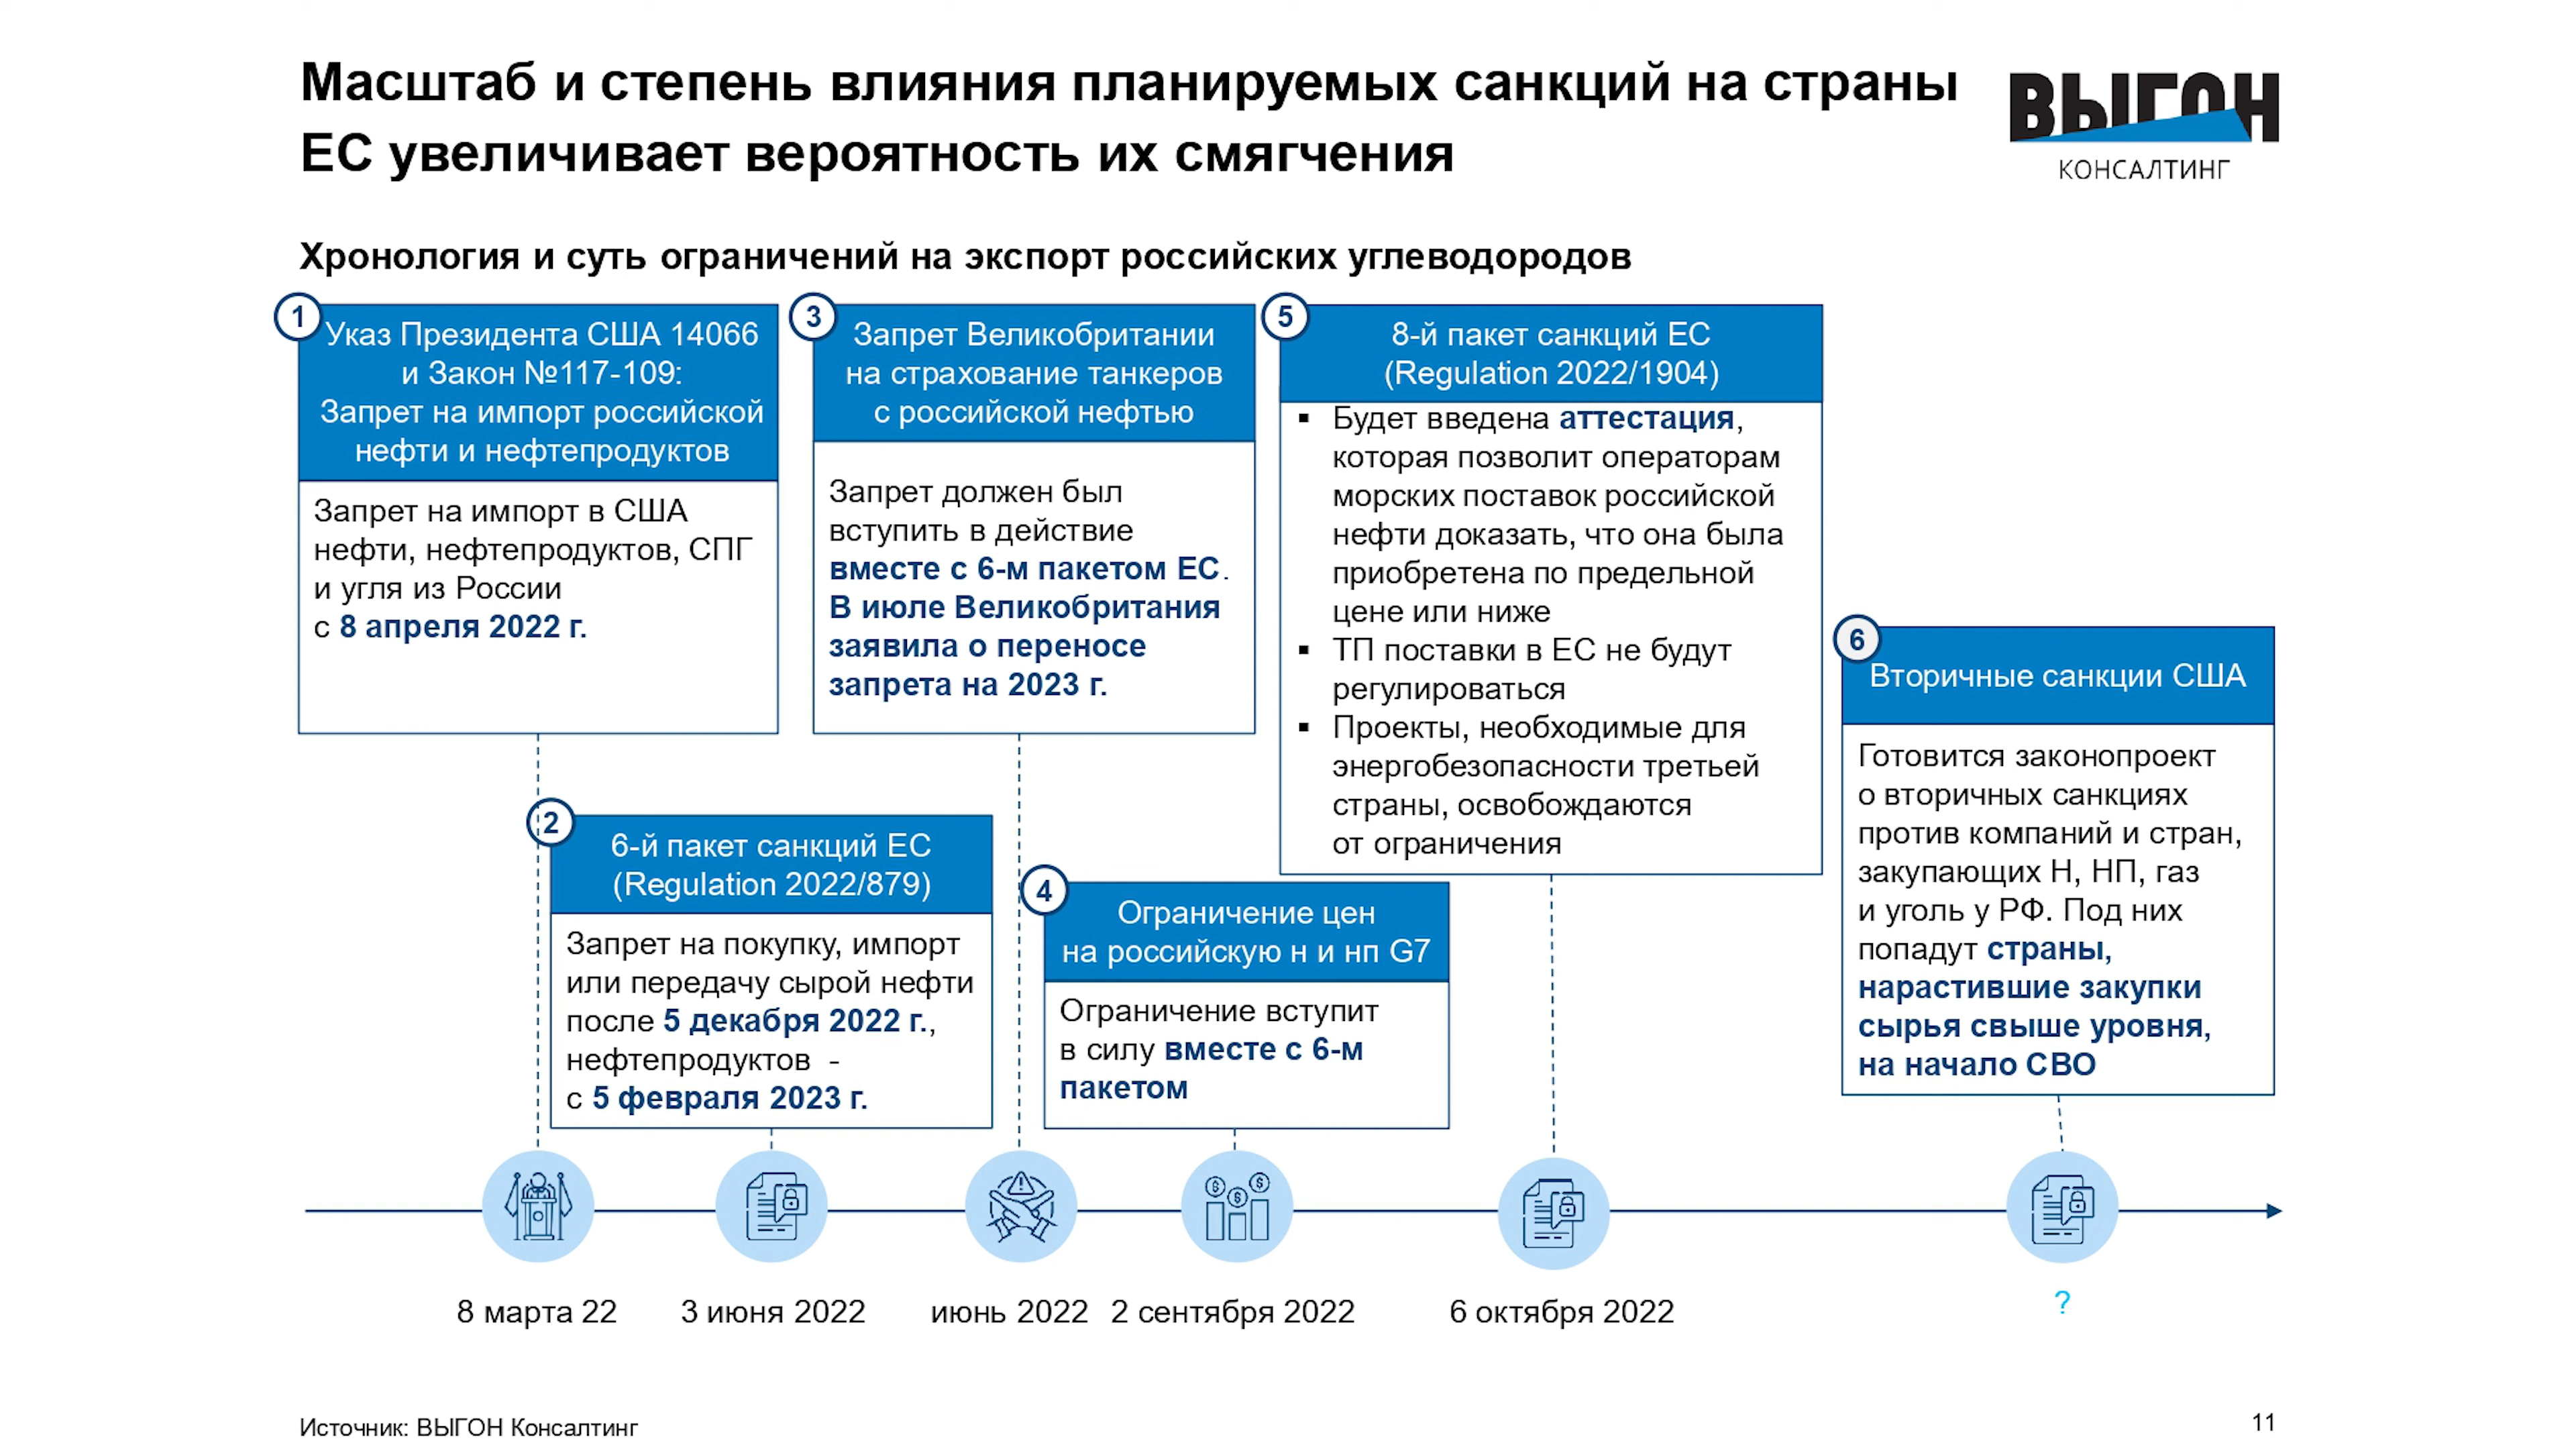 Масштаб и степень влияния планируемых санкций на страны
ЕС увеличивает вероятность их смягчения
ВЫГОН
КОНСАЛТИНГ
Хронология и суть ограничений на экспорт российских углеводородов
1
Указ Президента США 14066
и Закон №117-109:
Запрет на импорт российской
нефти и нефтепродуктов
Запрет на импорт в США
нефти, нефтепродуктов, СПГ
и угля из России
с 8 апреля 2022 г.
2
6-й пакет санкций ЕС
(Regulation 2022/879)
Запрет на покупку, импорт
или передачу сырой нефти
после 5 декабря 2022 г.,
нефтепродуктов -
с 5 февраля 2023 г.
3
Запрет Великобритании
на страхование танкеров
с российской нефтью
Запрет должен был
вступить в действие
вместе с 6-м пакетом ЕС.
В июле Великобритания
заявила о переносе
запрета на 2023 г.
4
Ограничение цен
на российскую н и нп G7
Ограничение вступит
в силу вместе с 6-м
пакетом
5
8-й пакет санкций ЕС
(Regulation 2022/1904)
▪ Будет введена аттестация,
которая позволит операторам
морских поставок российской
нефти доказать, что она была
приобретена по предельной
цене или ниже
▪ ТП поставки в ЕС не будут
регулироваться
▪ Проекты, необходимые для
энергобезопасности третьей
страны, освобождаются
от ограничения
6
Вторичные санкции США
Готовится законопроект
о вторичных санкциях
против компаний и стран,
закупающих Н, НП, газ
и уголь у РФ. Под них
попадут страны,
нарастившие закупки
сырья свыше уровня,
на начало СВО
8 марта 22
3 июня 2022
июнь 2022
2 сентября 2022
6 октября 2022
?
Источник: ВЫГОН Консалтинг
11